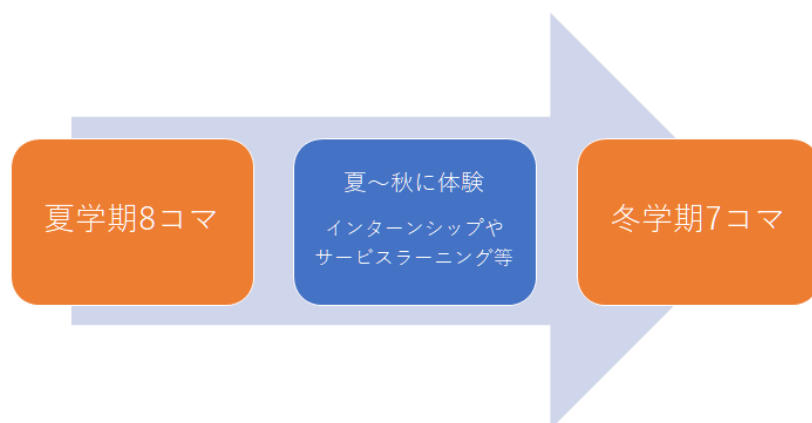 夏学期8コマ
夏～秋に体験
インターンシップや
サービスラーニング等
冬学期7コマ